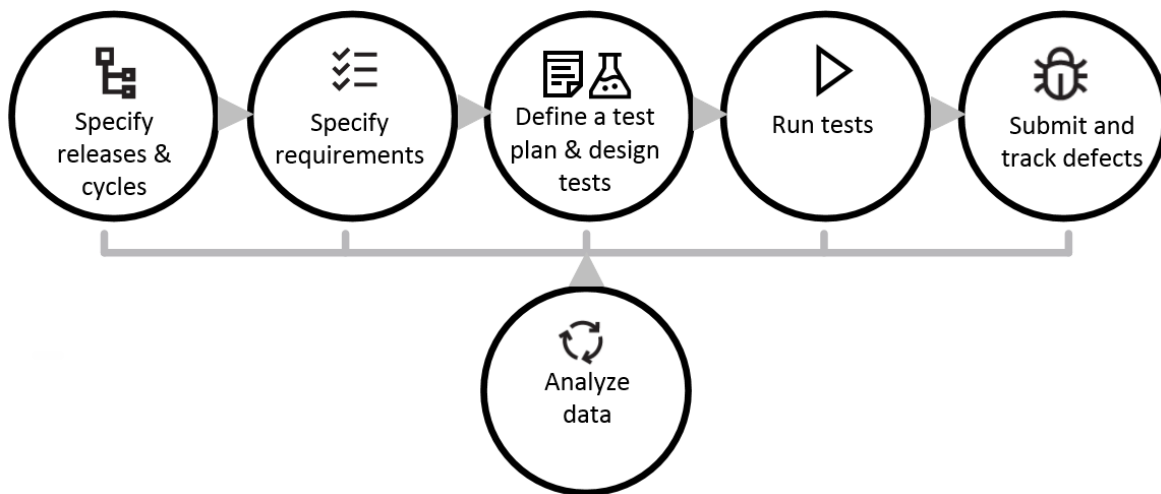 Specify
releases &
cycles
Specify
requirements
Define a test
plan & design
tests
Run tests
Submit and
track defects
Analyze
data